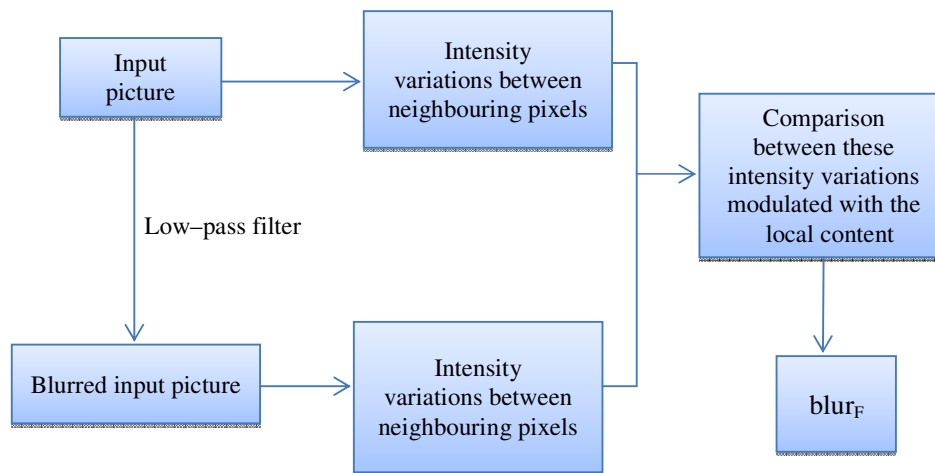 Input
picture
Intensity
variations between
neighbouring pixels
Comparison
between these
intensity variations
modulated with the
local content
Low–pass filter
Blurred input picture
Intensity
variations between
neighbouring pixels
blurF